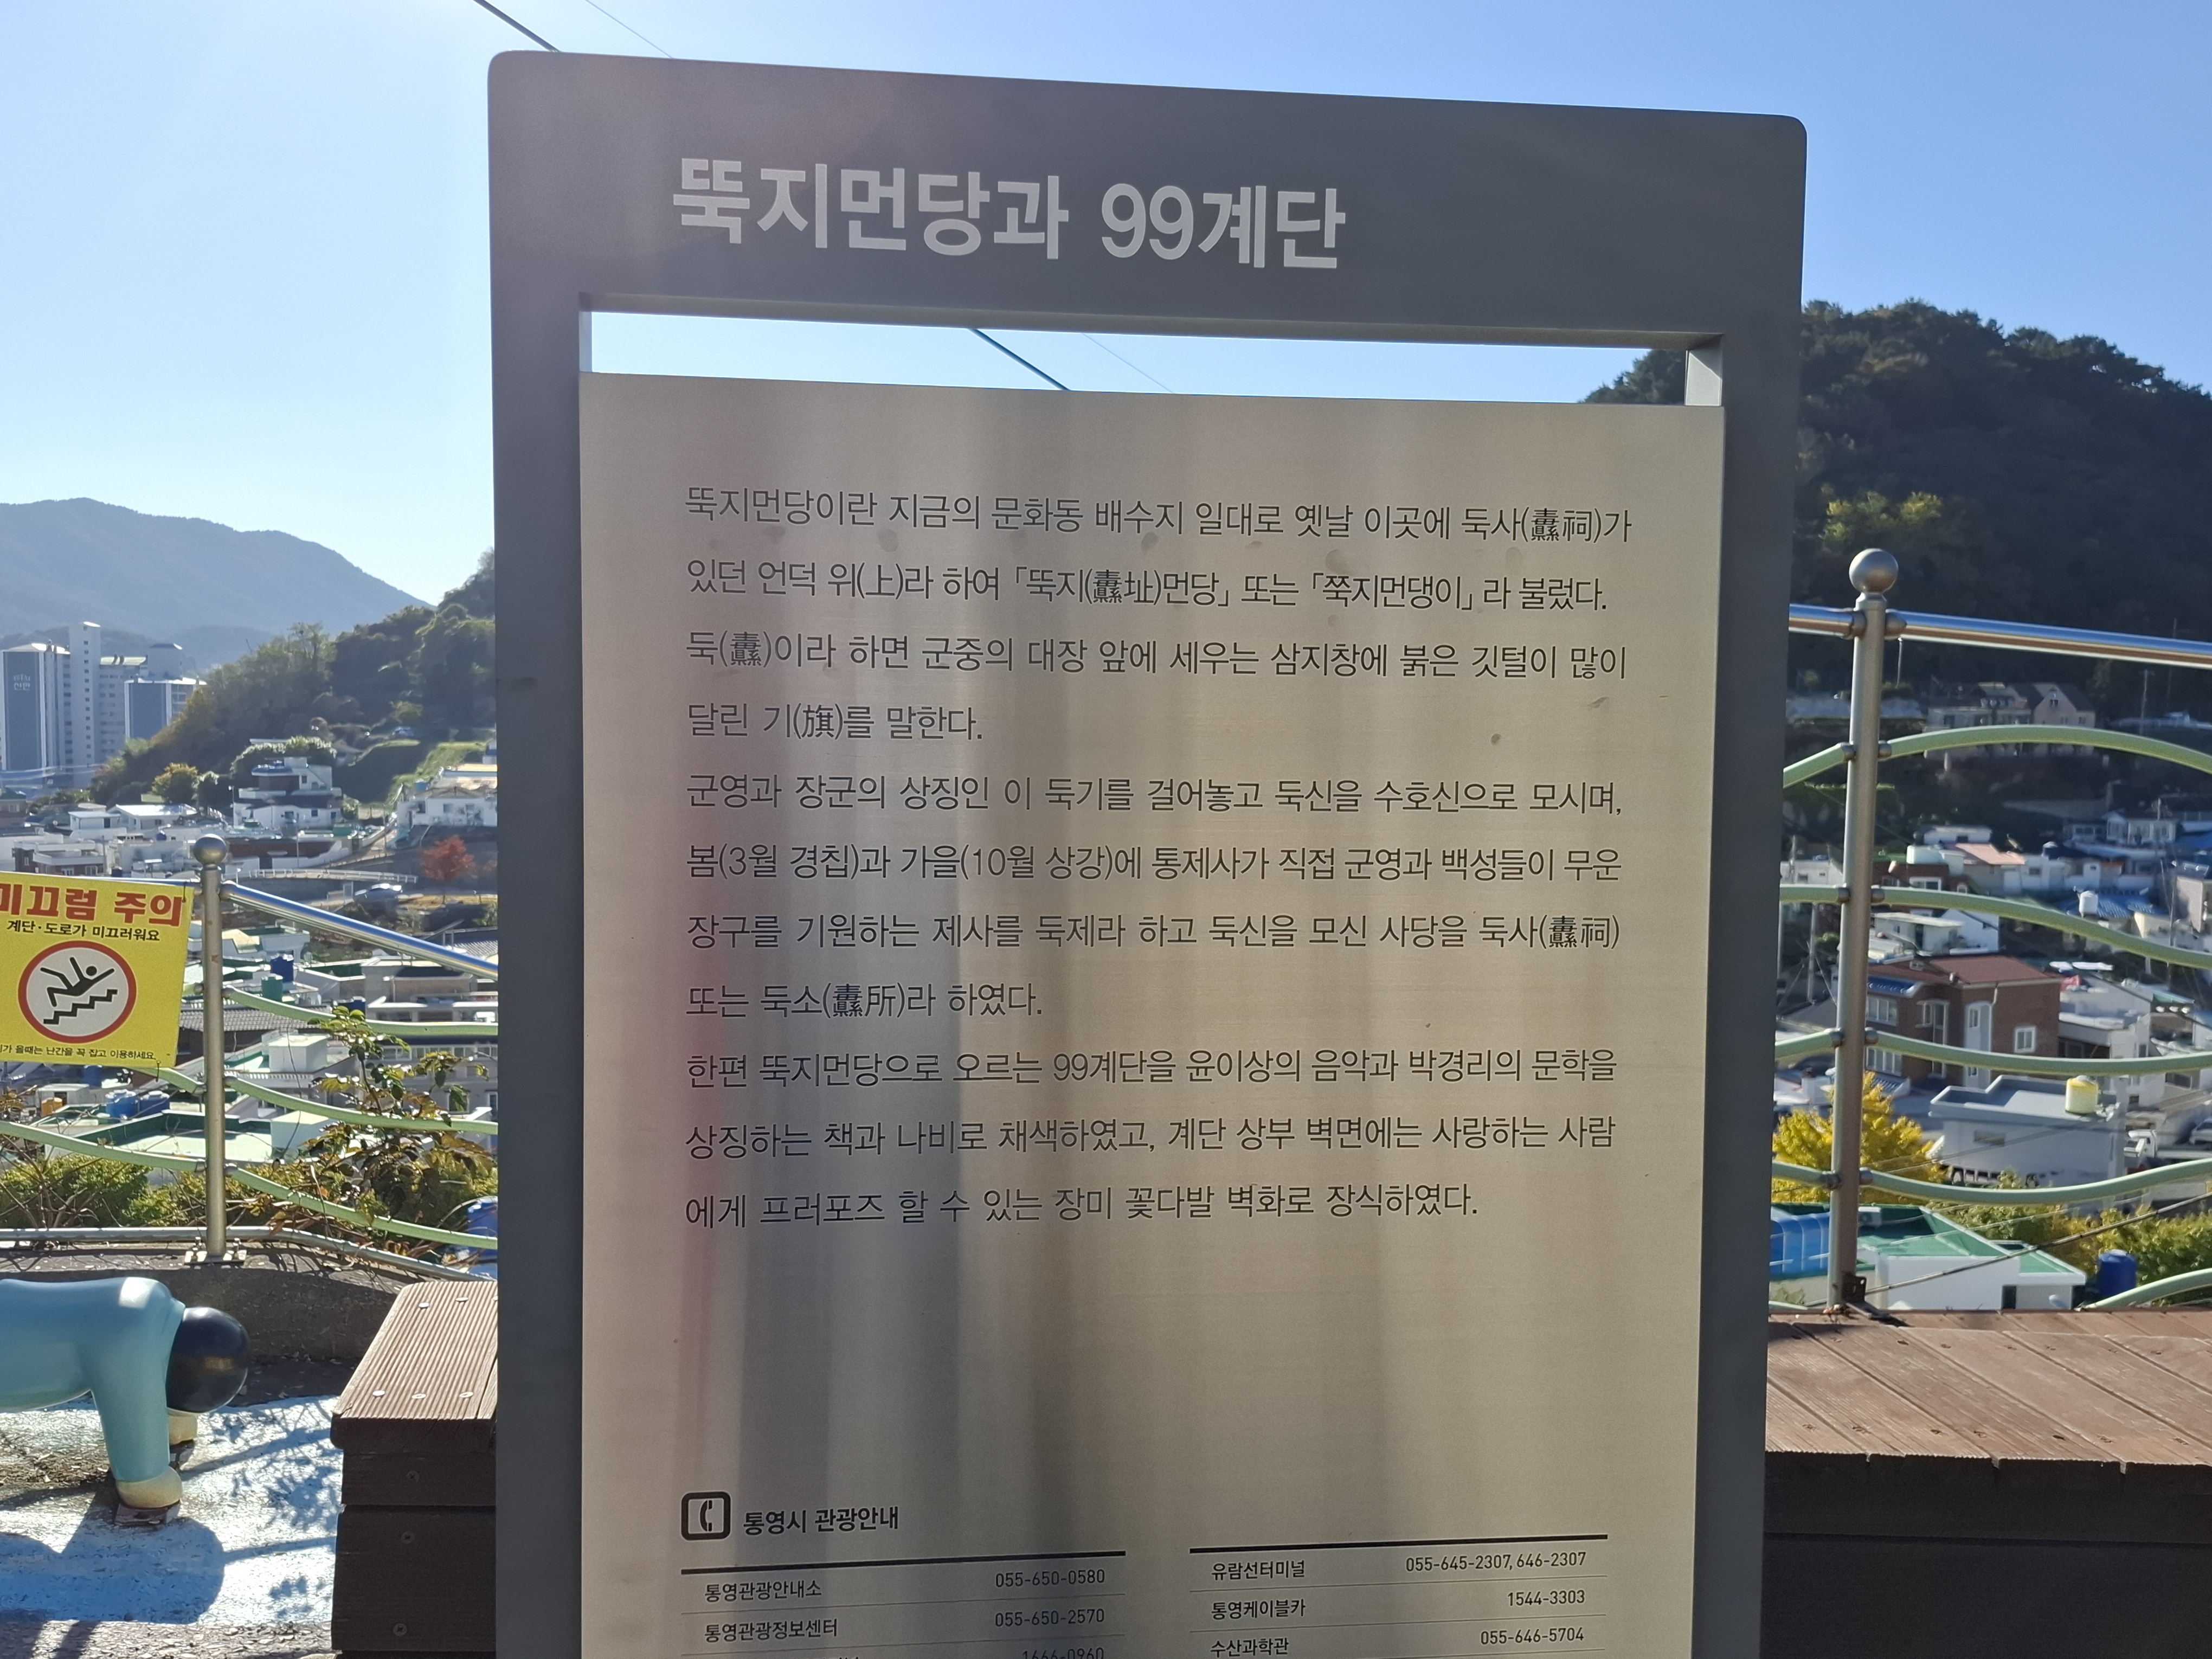 뚝지먼당과 99계단
뚝지먼당이란 지금의 문화동 배수지 일대로 옛날 이곳에 둑사(纛祠)가
있던 언덕 위(上)라 하여 「뚝지(纛址)먼당」 또는 「쭉지먼댕이」 라 불렀다.
둑(纛)이라 하면 군중의 대장 앞에 세우는 삼지창에 붉은 깃털이 많이
달린 기(旗)를 말한다.
군영과 장군의 상징인 이 둑기를 걸어놓고 둑신을 수호신으로 모시며,
봄(3월 경칩)과 가을(10월 상강)에 통제사가 직접 군영과 백성들이 무운
장구를 기원하는 제사를 둑제라 하고 둑신을 모신 사당을 둑사(纛祠)
또는 둑소(纛所)라 하였다.
한편 뚝지먼당으로 오르는 99계단을 윤이상의 음악과 박경리의 문학을
상징하는 책과 나비로 채색하였고, 계단 상부 벽면에는 사랑하는 사람
에게 프러포즈 할 수 있는 장미 꽃다발 벽화로 장식하였다.
통영시 관광안내
통영관광안내소 055-650-0580
통영관광정보센터 055-650-2570
1666-0960
유람선터미널 055-645-2307, 646-2307
통영케이블카 1544-3303
수산과학관 055-646-5704
미끄럼 주의
계단·도로가 미끄러워요
올때는 난간을 꼭 잡고 이용하세요.